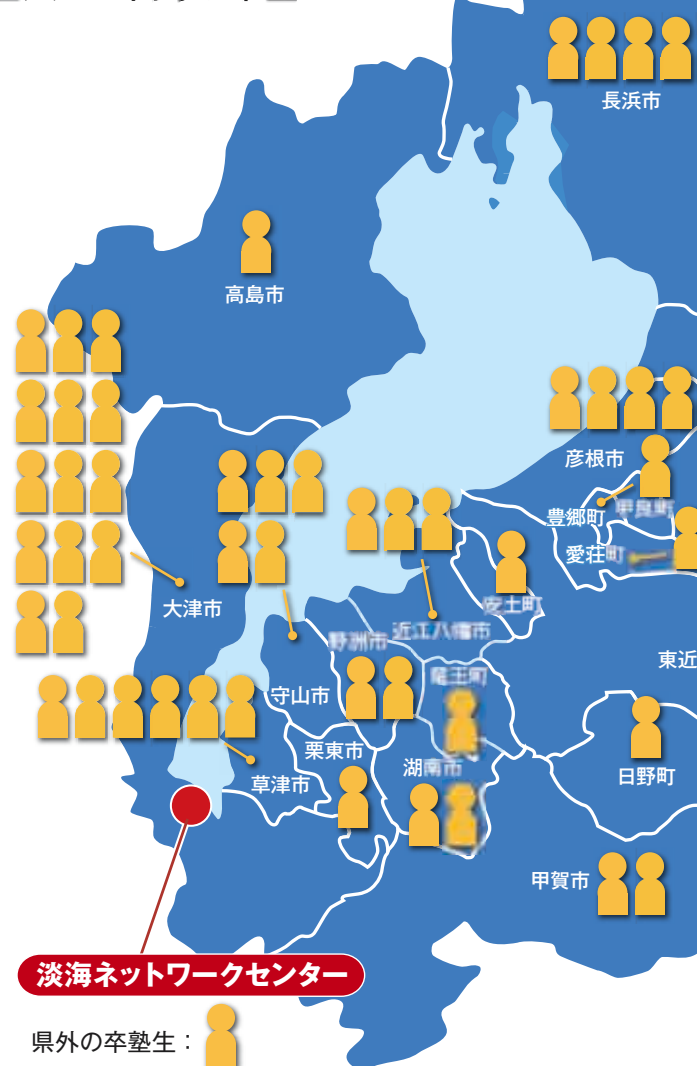 長浜市
高島市
彦根市
豊郷町
甲良町
愛荘町
大津市
安土町
野洲市
近江八幡市
東近
竜王町
守山市
栗東市
湖南市
日野町
草津市
甲賀市
淡海ネットワークセンター
県外の卒塾生：